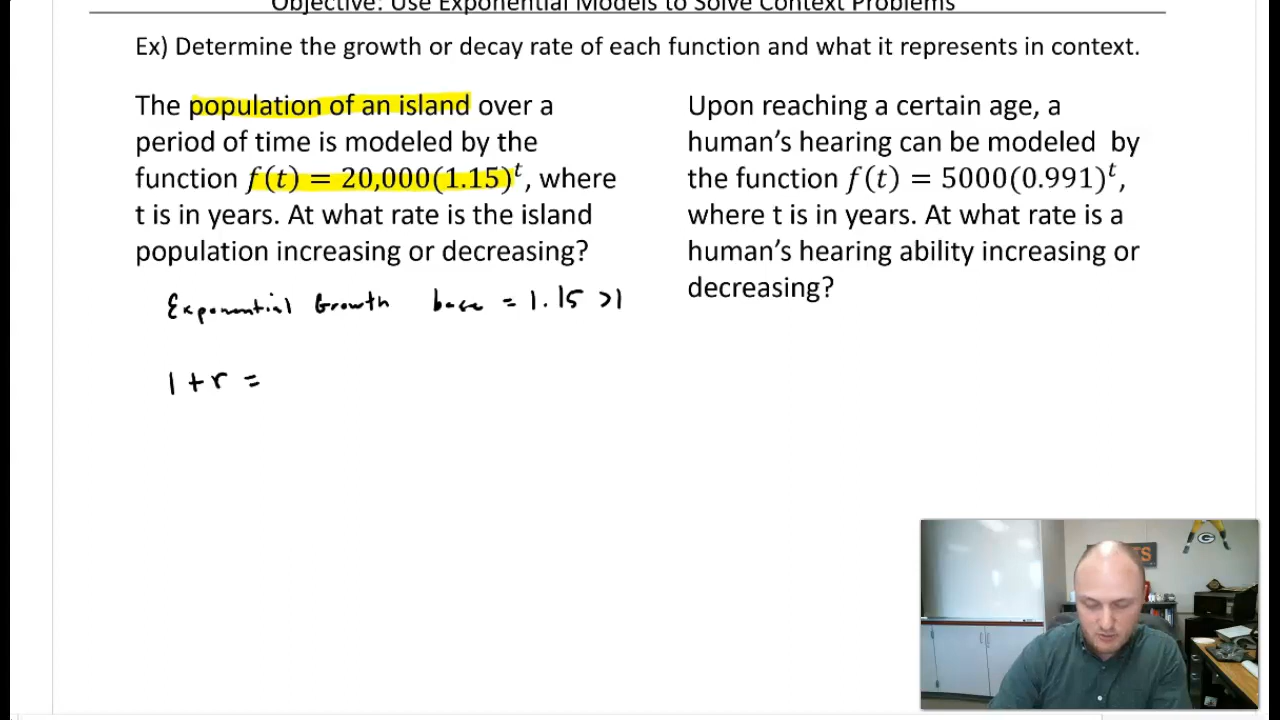 Objective: Use Exponential Models to Solve Context Problems
Ex) Determine the growth or decay rate of each function and what it represents in context.
The population of an island over a
period of time is modeled by the
function f(t) = 20,000(1.15)^t, where
t is in years. At what rate is the island
population increasing or decreasing?
Exponential Growth base = 1.15 >1
1 + r =
Upon reaching a certain age, a
human's hearing can be modeled by
the function f(t) = 5000(0.991)^t,
where t is in years. At what rate is a
human's hearing ability increasing or
decreasing?
G